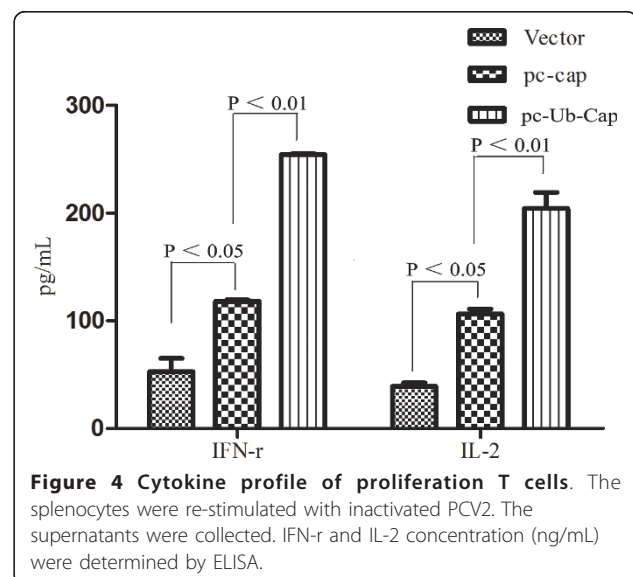 Vector
pc-cap
pc-Ub-Cap
300
200
100
0
pg/mL
P < 0.01
P < 0.05
P < 0.01
P < 0.05
IFN-r
IL-2
Figure 4 Cytokine profile of proliferation T cells. The
splenocytes were re-stimulated with inactivated PCV2. The
supernatants were collected. IFN-r and IL-2 concentration (ng/mL)
were determined by ELISA.